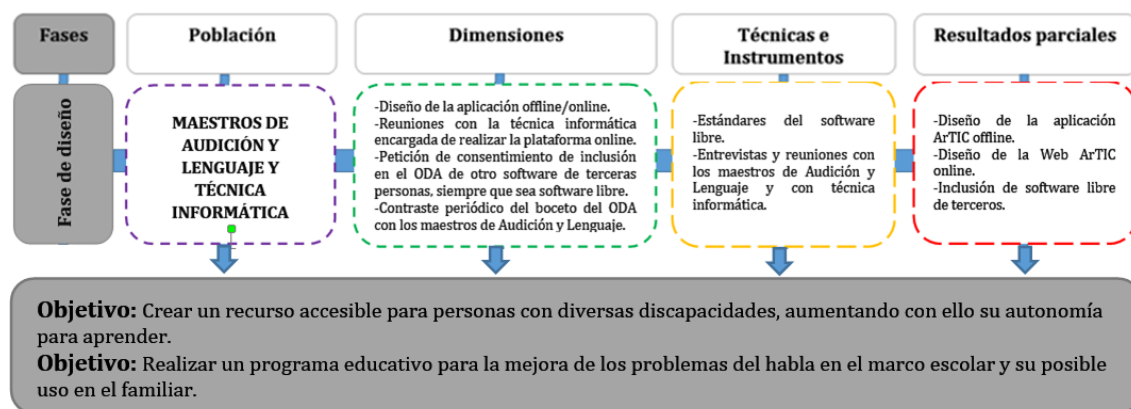 Fases
Población
Dimensiones
Técnicas e
Instrumentos
Resultados parciales
Fase de diseño
MAESTROS DE
AUDICIÓN Y
LENGUAJE Y
TÉCNICA
INFORMÁTICA
-Diseño de la aplicación offline/online.
-Reuniones con la técnica informática
encargada de realizar la plataforma online.
-Petición de consentimiento de inclusión
en el ODA de otro software de terceras
personas, siempre que sea software libre.
-Contraste periódico del boceto del ODA
con los maestros de Audición y Lenguaje.
-Estándares del software
libre.
-Entrevistas y reuniones con
los maestros de Audición y
Lenguaje y con técnica
informática.
-Diseño de la aplicación
ArTIC offline.
-Diseño de la Web ArTIC
online.
-Inclusión de software libre
de terceros.
Objetivo: Crear un recurso accesible para personas con diversas discapacidades, aumentando con ello su autonomía
para aprender.
Objetivo: Realizar un programa educativo para la mejora de los problemas del habla en el marco escolar y su posible
uso en el familiar.